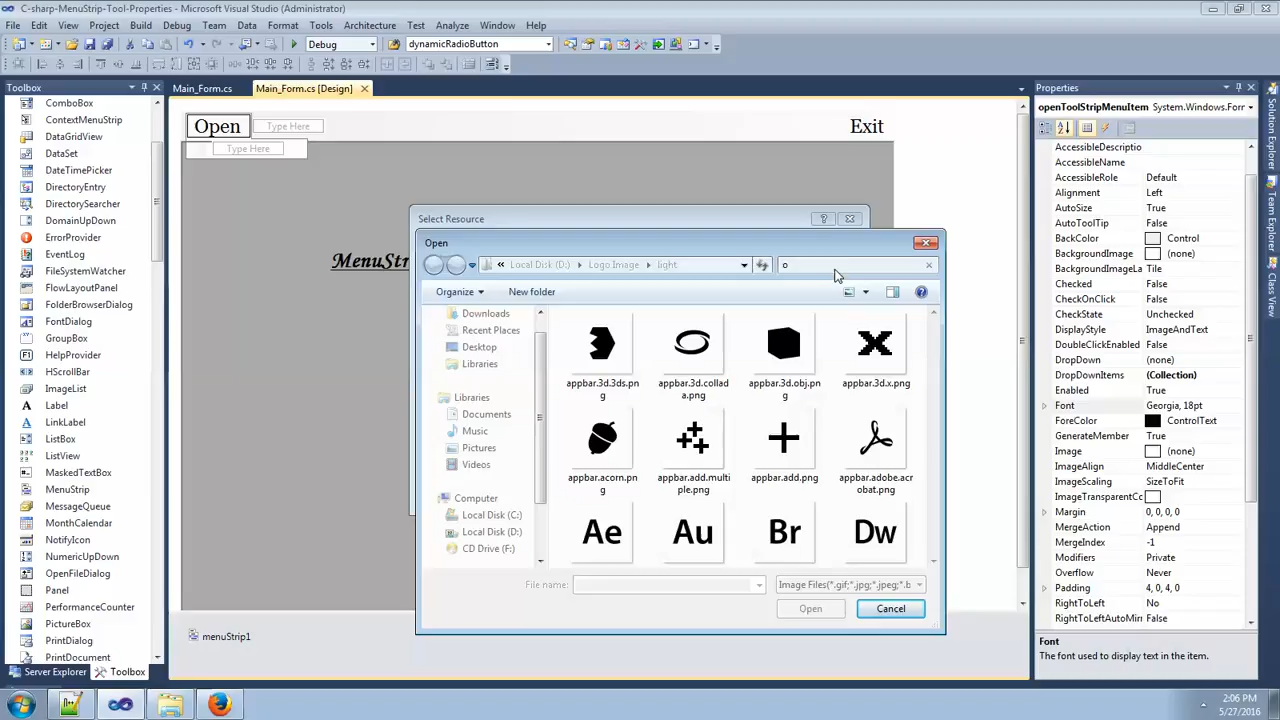 C-sharp-MenuStrip-Tool-Properties - Microsoft Visual Studio (Administrator)
File Edit View Project Build Debug Team Data Format Tools Architecture Test Analyze Window Help
Debug dynamicRadioButton
Toolbox
Main_Form.cs Main_Form.cs [Design]
Properties
ComboBox
ContextMenuStrip
DataGridView
DataSet
DateTimePicker
DirectoryEntry
DirectorySearcher
DomainUpDown
ErrorProvider
EventLog
FileSystemWatcher
FlowLayoutPanel
FolderBrowserDialog
FontDialog
GroupBox
HelpProvider
HScrollBar
ImageList
Label
LinkLabel
ListBox
ListView
MaskedTextBox
MenuStrip
MessageQueue
MonthCalendar
NotifyIcon
NumericUpDown
OpenFileDialog
Panel
PerformanceCounter
PictureBox
PrintDialog
PrintDocument
Server Explorer Toolbox
Open Type Here Exit
Type Here
MenuStr
menuStrip1
Select Resource
Open
Local Disk (D:) Logo Image light
o
Organize New folder
Downloads
Recent Places
Desktop
Libraries
Libraries
Documents
Music
Pictures
Videos
Computer
Local Disk (C:)
Local Disk (D:)
CD Drive (F:)
appbar.3d.3ds.pn
g
appbar.3d.collad
a.png
appbar.3d.obj.pn
g
appbar.3d.x.png
appbar.acorn.pn
g
appbar.add.multi
ple.png
appbar.add.png
appbar.adobe.acr
obat.png
Ae Au Br Dw
File name:
Image Files(*.gif;*.jpg;*.jpeg;*.b
Open Cancel
openToolStripMenuItem System.Windows.Forr
AccessibleDescriptio
AccessibleName
AccessibleRole Default
Alignment Left
AutoSize True
AutoToolTip False
BackColor Control
BackgroundImage (none)
BackgroundImageLa Tile
Checked False
CheckOnClick False
CheckState Unchecked
DisplayStyle ImageAndText
DoubleClickEnabled False
DropDown (none)
DropDownItems (Collection)
Enabled True
Font Georgia, 18pt
ForeColor ControlText
GenerateMember True
Image (none)
ImageAlign MiddleCenter
ImageScaling SizeToFit
ImageTransparentCc
Margin 0, 0, 0, 0
MergeAction Append
MergeIndex -1
Modifiers Private
Overflow Never
Padding 4, 0, 4, 0
RightToLeft No
RightToLeftAutoMirr False
Font
The font used to display text in the item.
Solution Explorer
Team Explorer
Class View
2:06 PM
5/27/2016